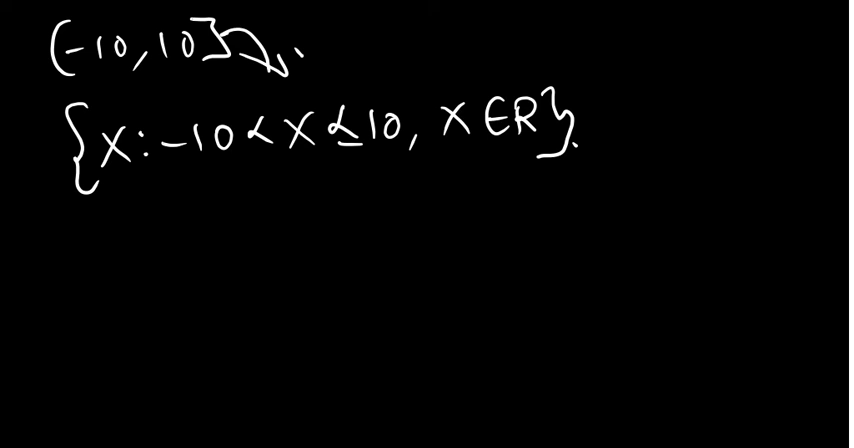 (-10, 10]
{x: -10 < x ≤ 10, x ∈ R}.